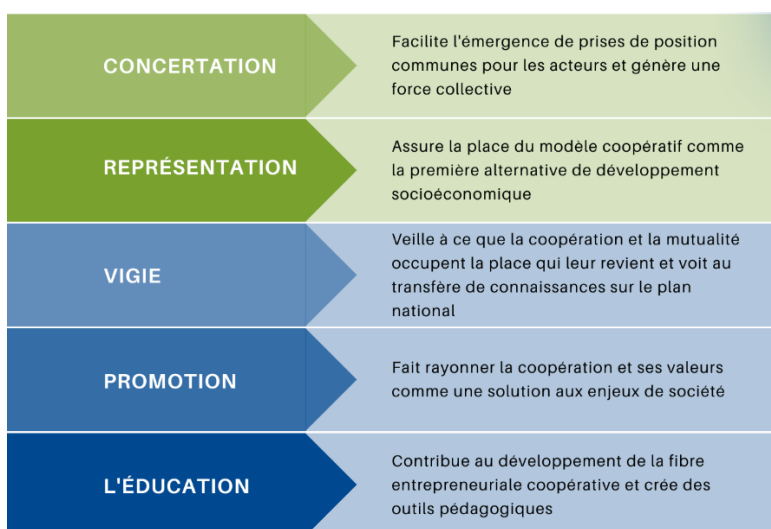 CONCERTATION
Facilite l'émergence de prises de position
communes pour les acteurs et génère une
force collective
REPRÉSENTATION
Assure la place du modèle coopératif comme
la première alternative de développement
socioéconomique
VIGIE
Veille à ce que la coopération et la mutualité
occupent la place qui leur revient et voit au
transfère de connaissances sur le plan
national
PROMOTION
Fait rayonner la coopération et ses valeurs
comme une solution aux enjeux de société
L'ÉDUCATION
Contribue au développement de la fibre
entrepreneuriale coopérative et crée des
outils pédagogiques